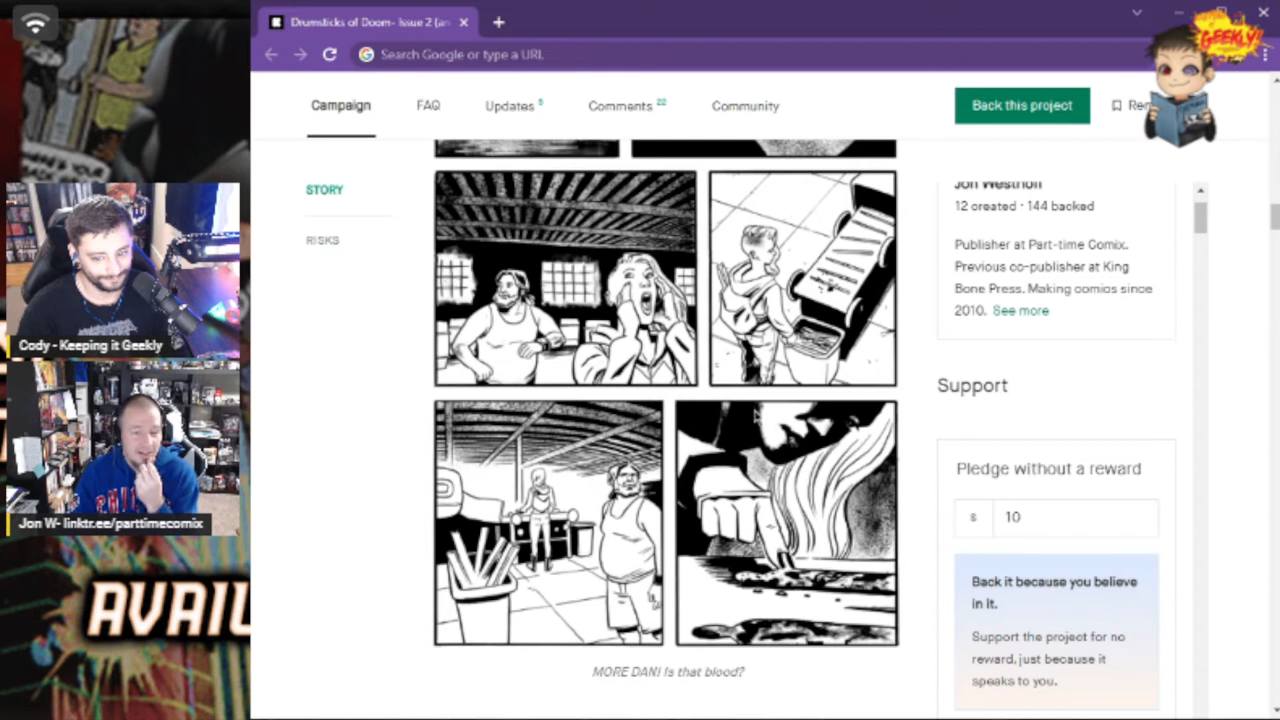 Drumsticks of Doom- Issue 2 (an
Search Google or type a URL
GEEKLY!
Campaign
FAQ
Updates 5
Comments 22
Community
Back this project
STORY
RISKS
Jon Westhoff
12 created · 144 backed
Publisher at Part-time Comix.
Previous co-publisher at King
Bone Press. Making comics since
2010. See more
Support
Pledge without a reward
$ 10
Back it because you believe
in it.
Support the project for no
reward, just because it
speaks to you.
MORE DAN! Is that blood?
Cody - Keeping it Geekly
Jon W- linktr.ee/parttimecomix
AVAIL